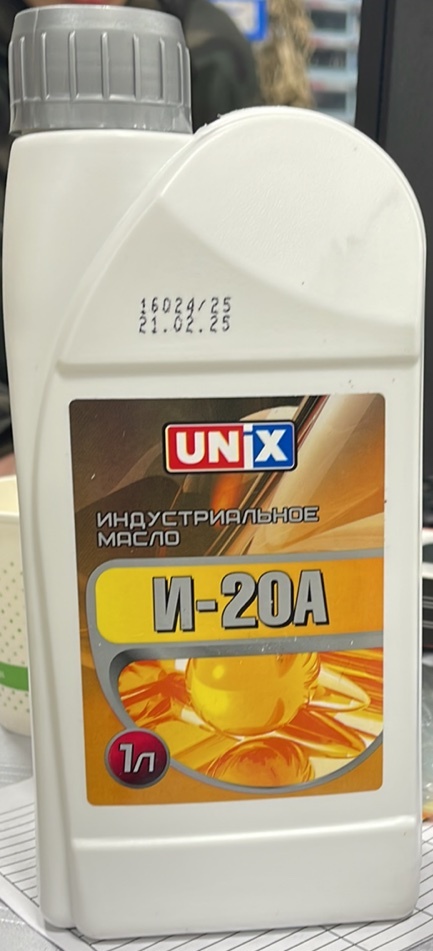 16024/25
21.02.25
UNiX
ИНДУСТРИАЛЬНОЕ
МАСЛО
И-20А
1л